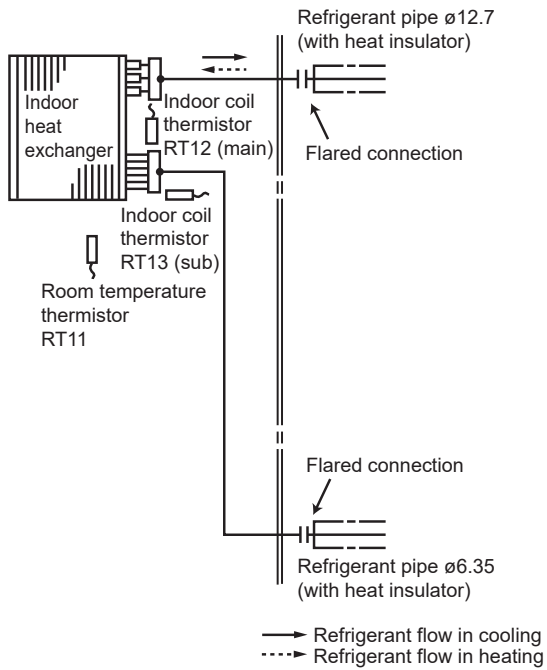 Refrigerant pipe ø12.7
(with heat insulator)
Indoor
heat
exchanger
Indoor coil
thermistor
RT12 (main)
Flared connection
Indoor coil
thermistor
RT13 (sub)
Room temperature
thermistor
RT11
Flared connection
Refrigerant pipe ø6.35
(with heat insulator)
Refrigerant flow in cooling
Refrigerant flow in heating